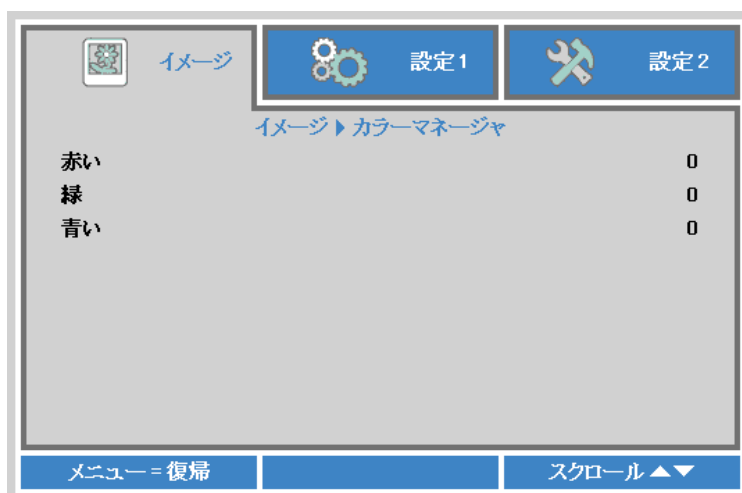 イメージ 設定1 設定2
イメージ▶カラーマネージャ
赤い 0
緑 0
青い 0
メニュー=復帰 スクロール▲▼